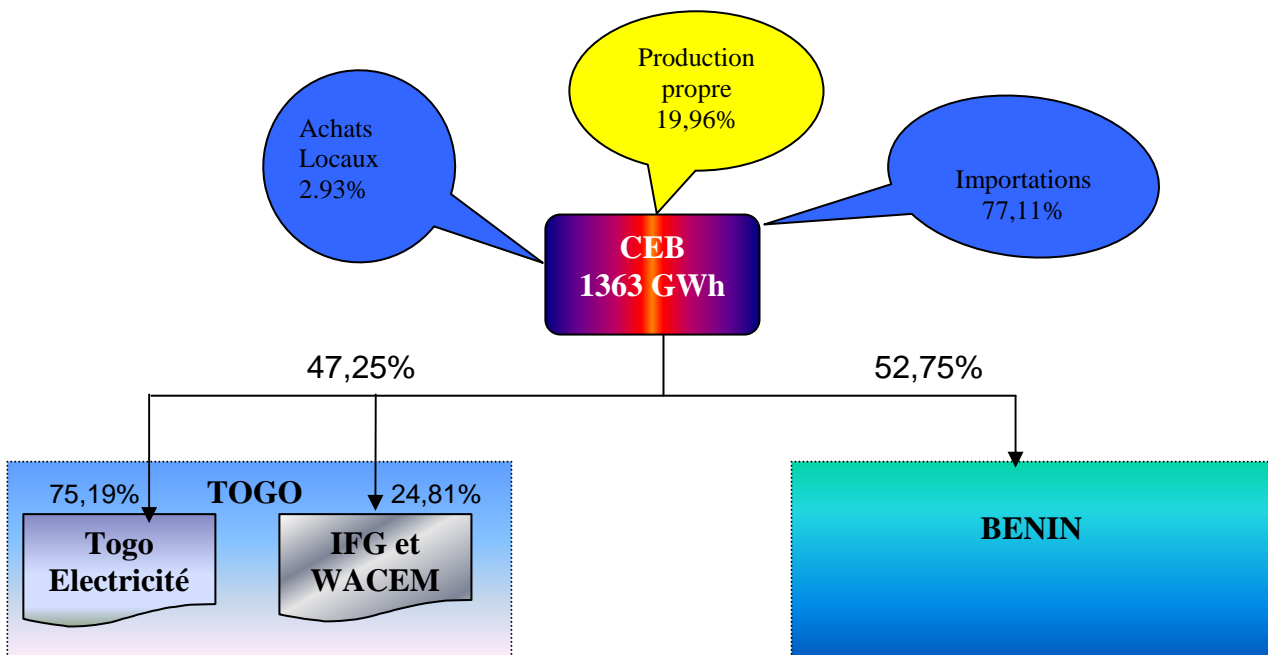 Production
propre
19,96%
Achats
Locaux
2.93%
Importations
77,11%
CEB
1363 GWh
47,25%
52,75%
75,19%
TOGO
24,81%
Togo
Electricité
IFG et
WACEM
BENIN